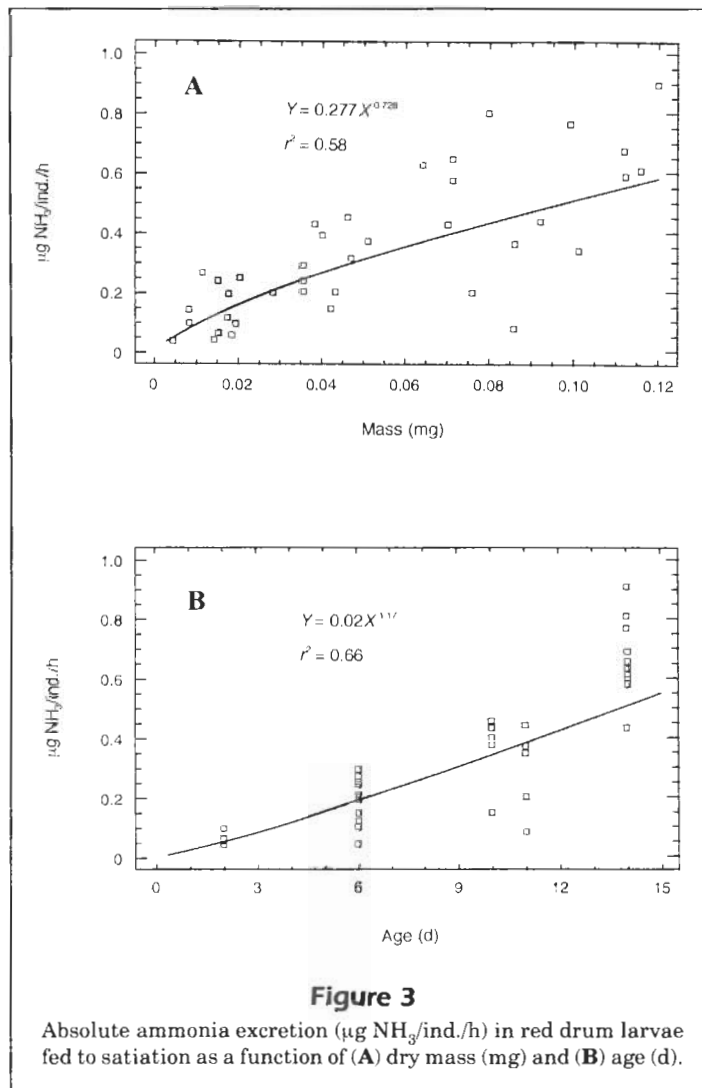 1.0
A
0.8
Y = 0.277X^0.728
r² = 0.58
0.6
µg NH₃/ind./h
0.4
0.2
0
0 0.02 0.04 0.06 0.08 0.10 0.12
Mass (mg)
1.0
B
0.8
Y = 0.02X^1.17
r² = 0.66
0.6
µg NH₃/ind./h
0.4
0.2
0
0 3 6 9 12 15
Age (d)
Figure 3
Absolute ammonia excretion (µg NH₃/ind./h) in red drum larvae
fed to satiation as a function of (A) dry mass (mg) and (B) age (d).